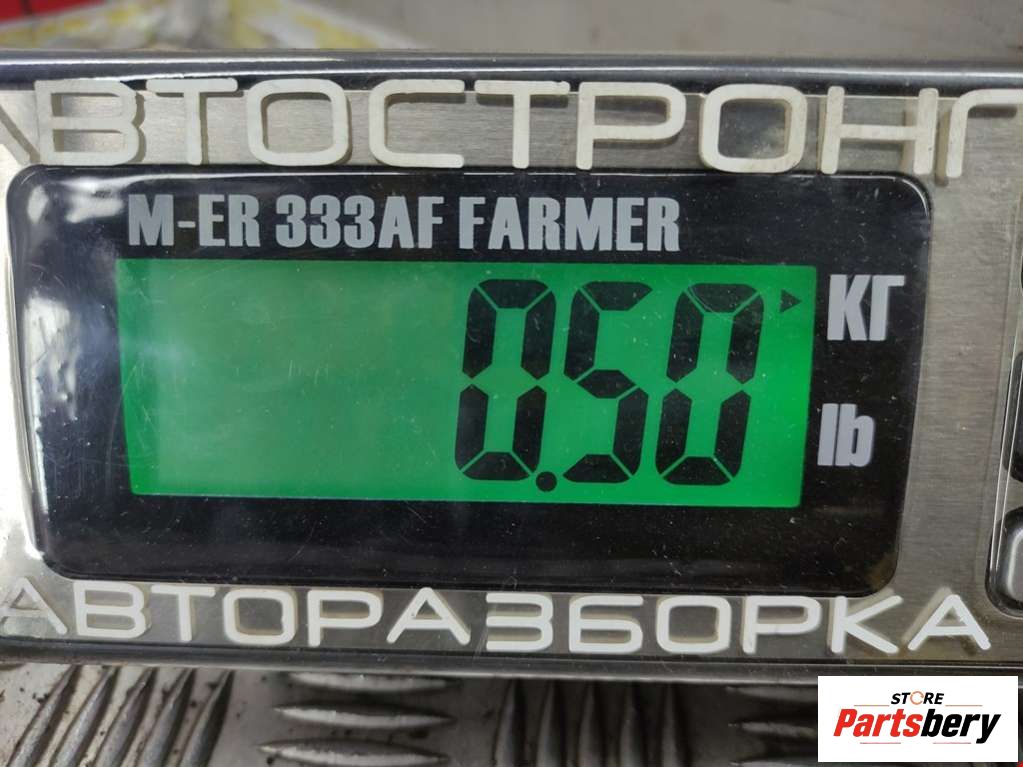 АВТОСТРОНГ
M-ER 333AF FARMER
0.50
КГ
lb
АВТОРАЗБОРКА
STORE
Partsbery